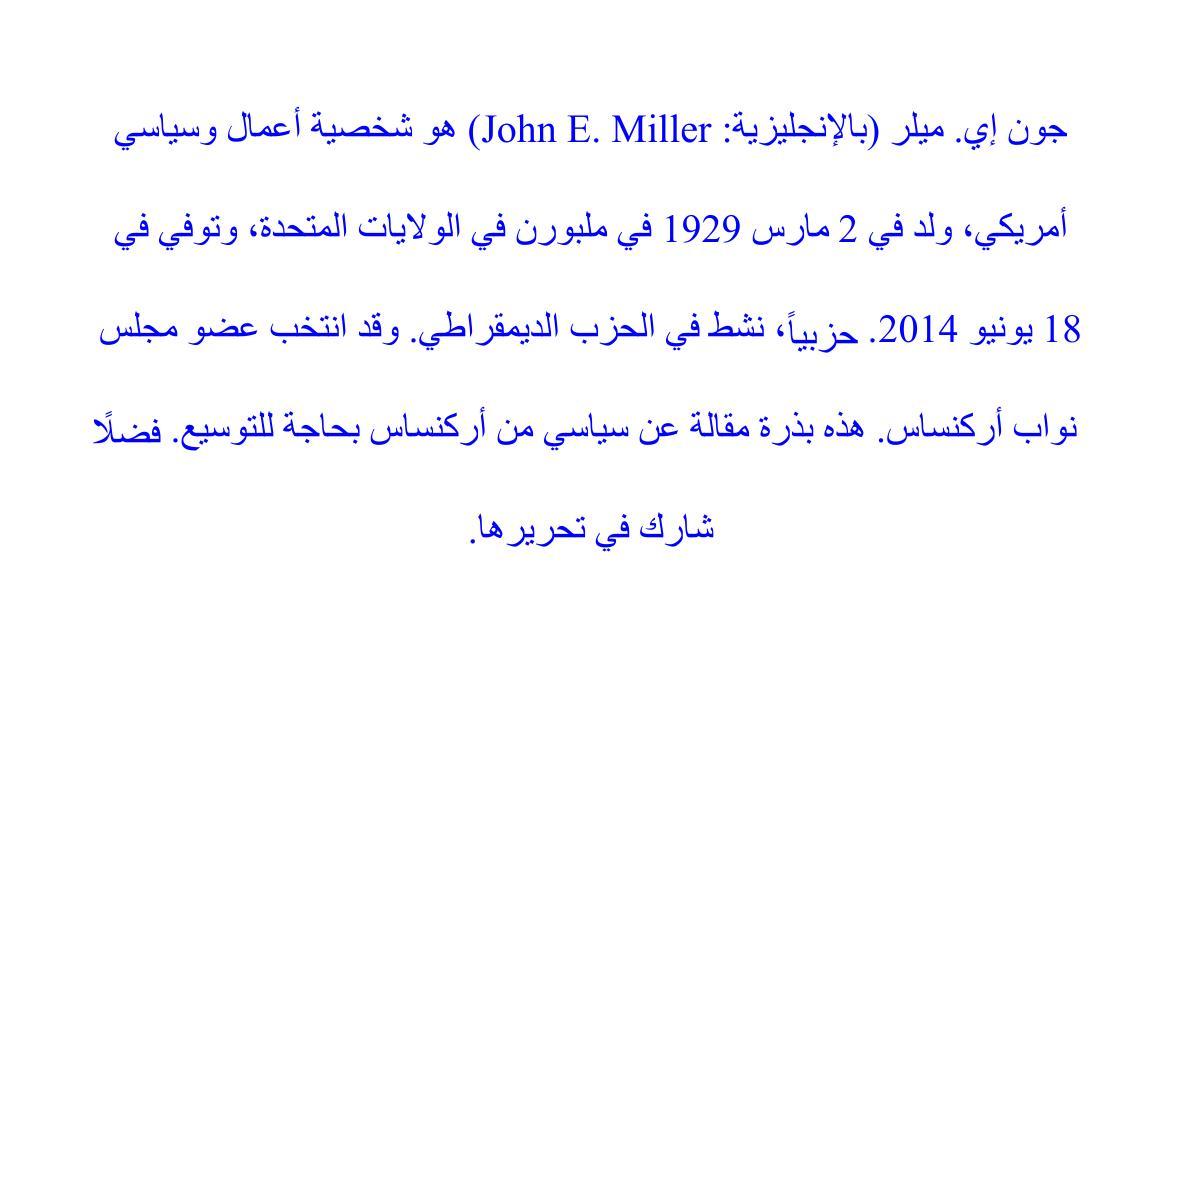 جون إي. ميلر (بالإنجليزية: John E. Miller) هو شخصية أعمال وسياسي
أمريكي، ولد في 2 مارس 1929 في ملبورن في الولايات المتحدة، وتوفي في
18 يونيو 2014. حزبياً، نشط في الحزب الديمقراطي. وقد انتخب عضو مجلس
نواب أركنساس. هذه بذرة مقالة عن سياسي من أركنساس بحاجة للتوسيع. فضلًا
شارك في تحريرها.